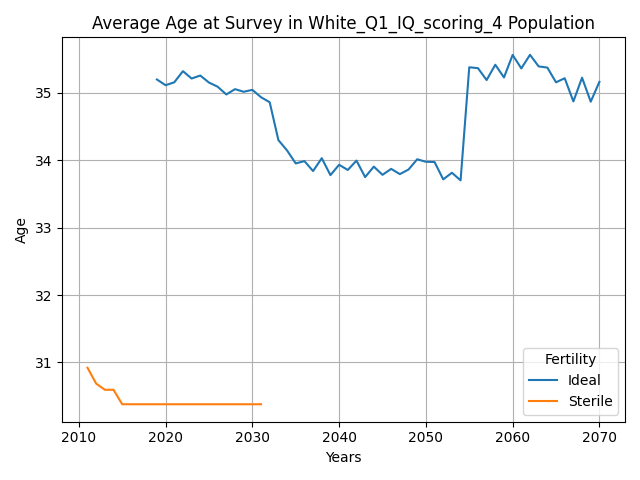 Average Age at Survey in White_Q1_IQ_scoring_4 Population
Age
35
34
33
32
31
2010 2020 2030 2040 2050 2060 2070
Years
Fertility
Ideal
Sterile